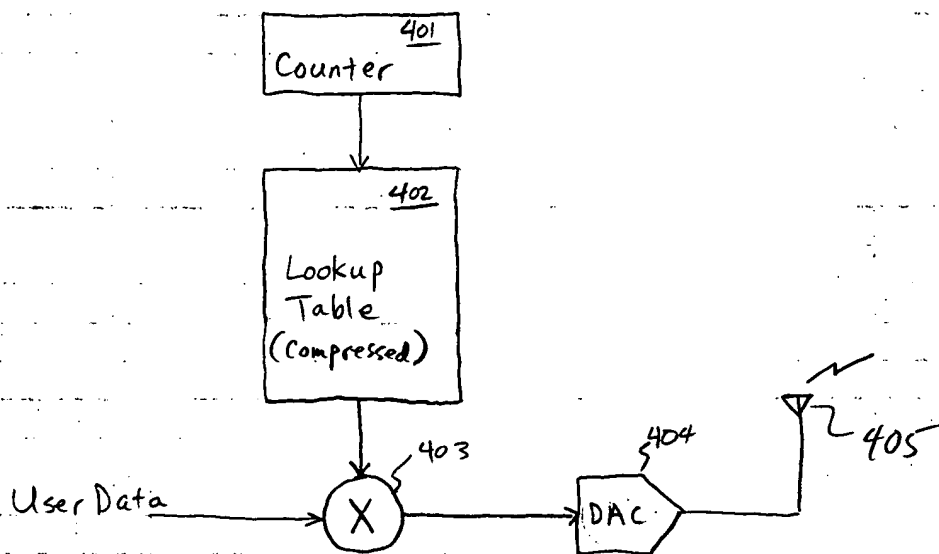 401
Counter
402
Lookup
Table
(Compressed)
403
404
405
User Data
X
DAC